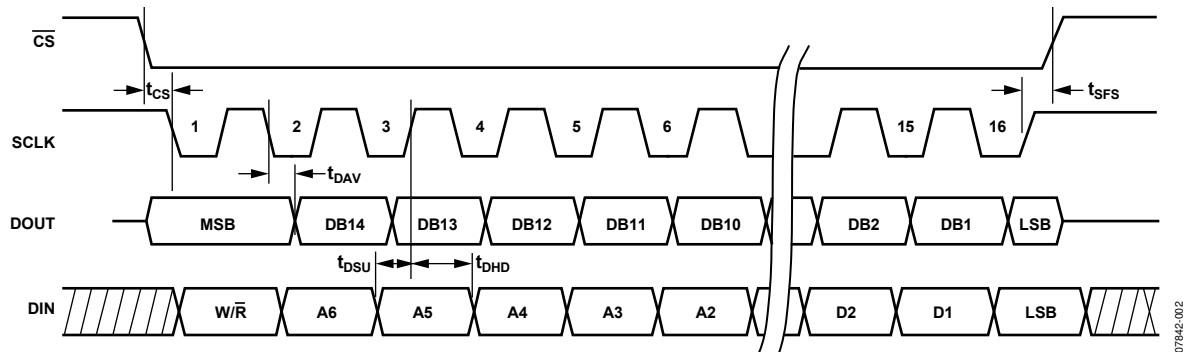 CS
tCS
tSFS
SCLK
1 2 3 4 5 6 15 16
tDAV
DOUT
MSB DB14 DB13 DB12 DB11 DB10 DB2 DB1 LSB
tDSU tDHD
DIN
W/R A6 A5 A4 A3 A2 D2 D1 LSB
07842-002